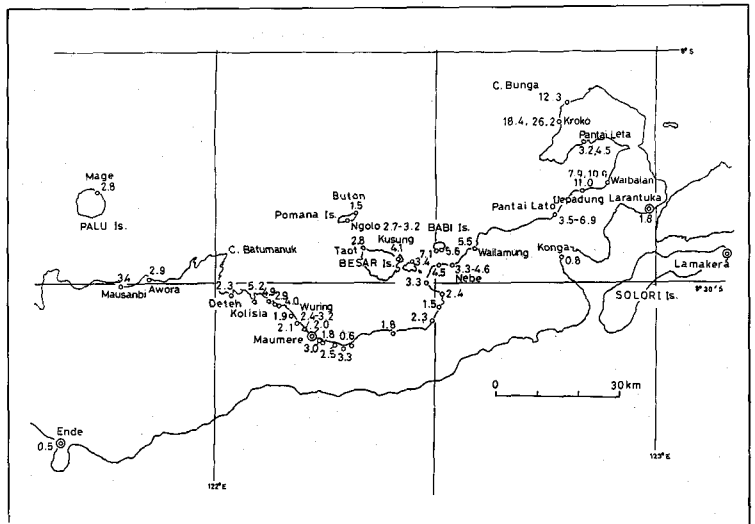 8° S
C. Bunga
12.3
18.4, 26.2 Kroko
Pantai Leta
3.2, 4.5
Mage
2.8
PALU Is.
7.9, 10.9
11.0
Waibalan
Buton
1.5
Pomana Is.
Ngolo 2.7-3.2
Pantai Lato
Uepadung
Larantuka
3.5-6.9
1.8
BABI Is.
Kusung
2.8
4.1
7.1
5.6
5.5
Wailamung
Taot
BESAR Is.
3.4
4.5
3.3-4.6
Nebe
Konga
0.8
Lamakera
C. Batumanuk
3.4
2.9
Mausanbi
Awora
3.3
8° 30' S
SOLORI Is.
2.3
5.2
4.9
2.9
4.0
2.4
Deteh
Kolisia
Wuring
1.9
2.4-3.2
1.5
2.1
2.0
2.3
1.8
Maumere
1.8
0.6
3.0
2.5
3.3
0
30 km
Ende
0.5
122° E
123° E